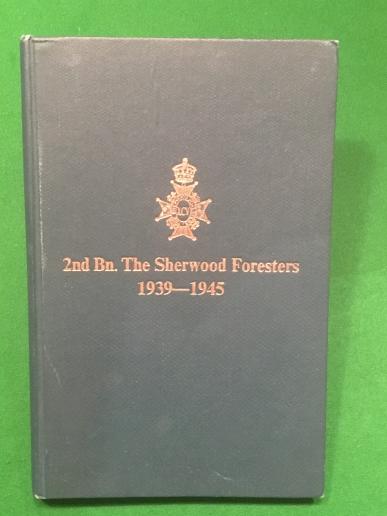 2nd Bn. The Sherwood Foresters
1939—1945